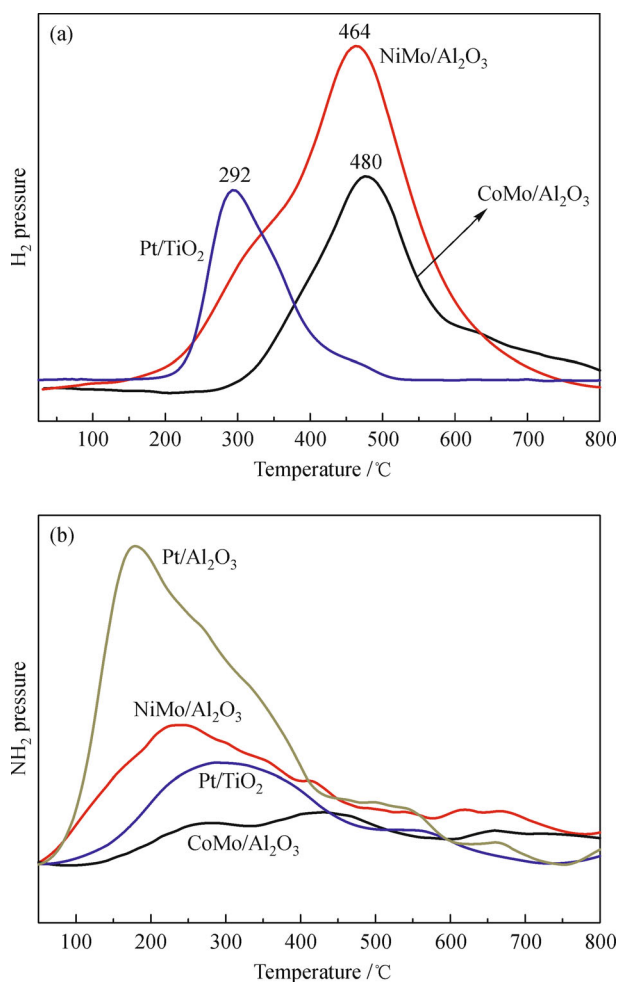 (a)
464
NiMo/Al₂O₃
292
480
CoMo/Al₂O₃
Pt/TiO₂
H₂ pressure
100 200 300 400 500 600 700 800
Temperature /℃
(b)
Pt/Al₂O₃
NiMo/Al₂O₃
Pt/TiO₂
CoMo/Al₂O₃
NH₂ pressure
100 200 300 400 500 600 700 800
Temperature /℃